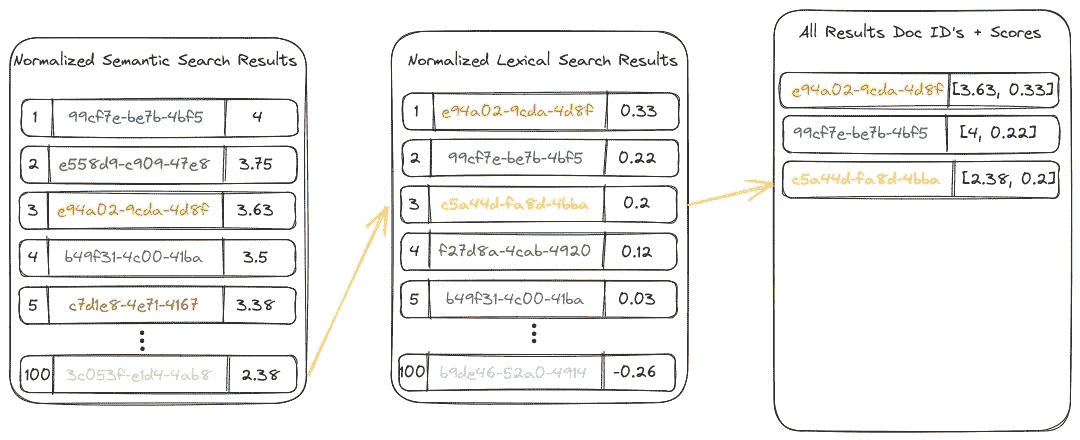 Normalized Semantic Search Results
1 99cf7e-be7b-4bf5 4
2 e558d9-c909-47e8 3.75
3 e94a02-9cda-4d8f 3.63
4 b49f31-4c00-41ba 3.5
5 c7d1e8-4e71-4167 3.38
100 3c053f-e1d4-4ab8 2.38
Normalized Lexical Search Results
1 e94a02-9cda-4d8f 0.33
2 99cf7e-be7b-4bf5 0.22
3 c5a44d-fa8d-4bba 0.2
4 f27d8a-4cab-4920 0.12
5 b49f31-4c00-41ba 0.03
100 b9de46-52a0-4914 -0.26
All Results Doc ID's + Scores
e94a02-9cda-4d8f [3.63, 0.33]
99cf7e-be7b-4bf5 [4, 0.22]
c5a44d-fa8d-4bba [2.38, 0.2]